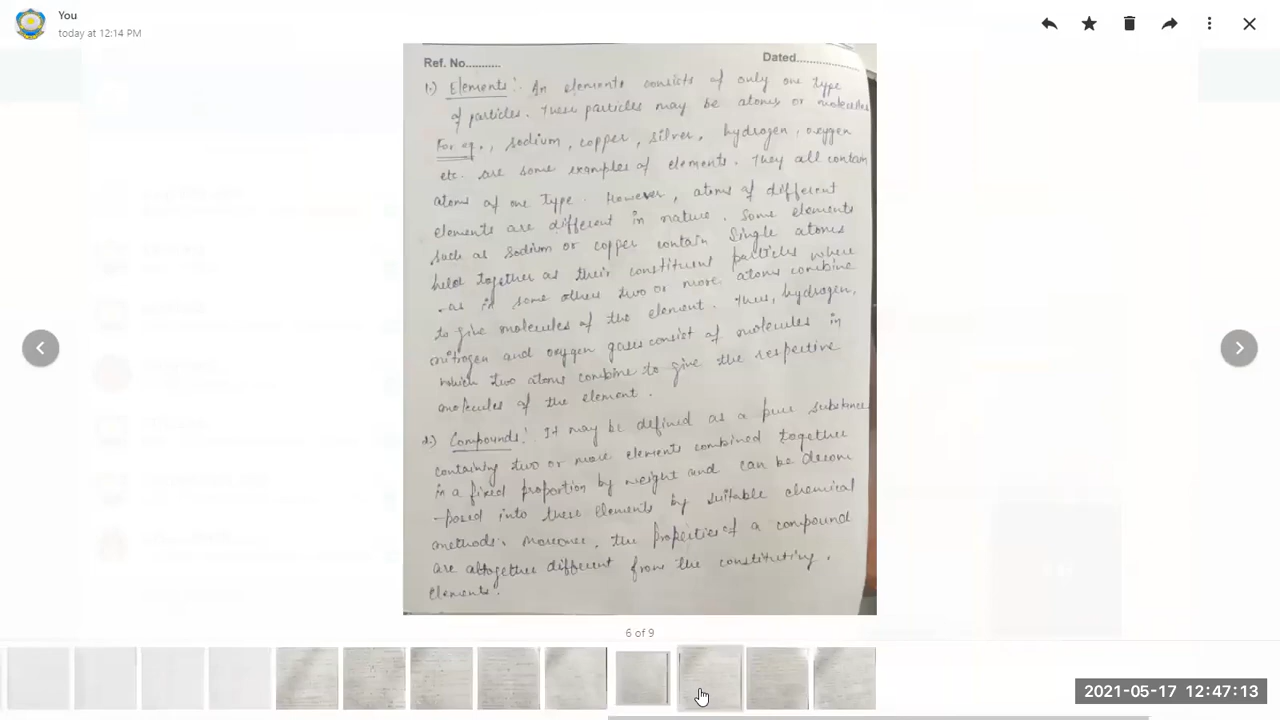 You
today at 12:14 PM
Ref. No..........
Dated..................
1.) Elements: An elements consists of only one type
of particles. These particles may be atoms or molecules
For eg., sodium, copper, silver, hydrogen, oxygen
etc. are some examples of elements. They all contain
atoms of one type. However, atoms of different
elements are different in nature. Some elements
such as sodium or copper contain single atoms
held together as their constituent particles where
-as in some others two or more atoms combine
to give molecules of the element. Thus, hydrogen,
nitrogen and oxygen gases consist of molecules in
which two atoms combine to give the respective
molecules of the element.
2.) Compounds: It may be defined as a pure substance
containing two or more elements combined together
in a fixed proportion by weight and can be decom
-posed into these elements by suitable chemical
methods. Moreover, the properties of a compound
are altogether different from the constituting.
Elements.
6 of 9
2021-05-17 12:47:13